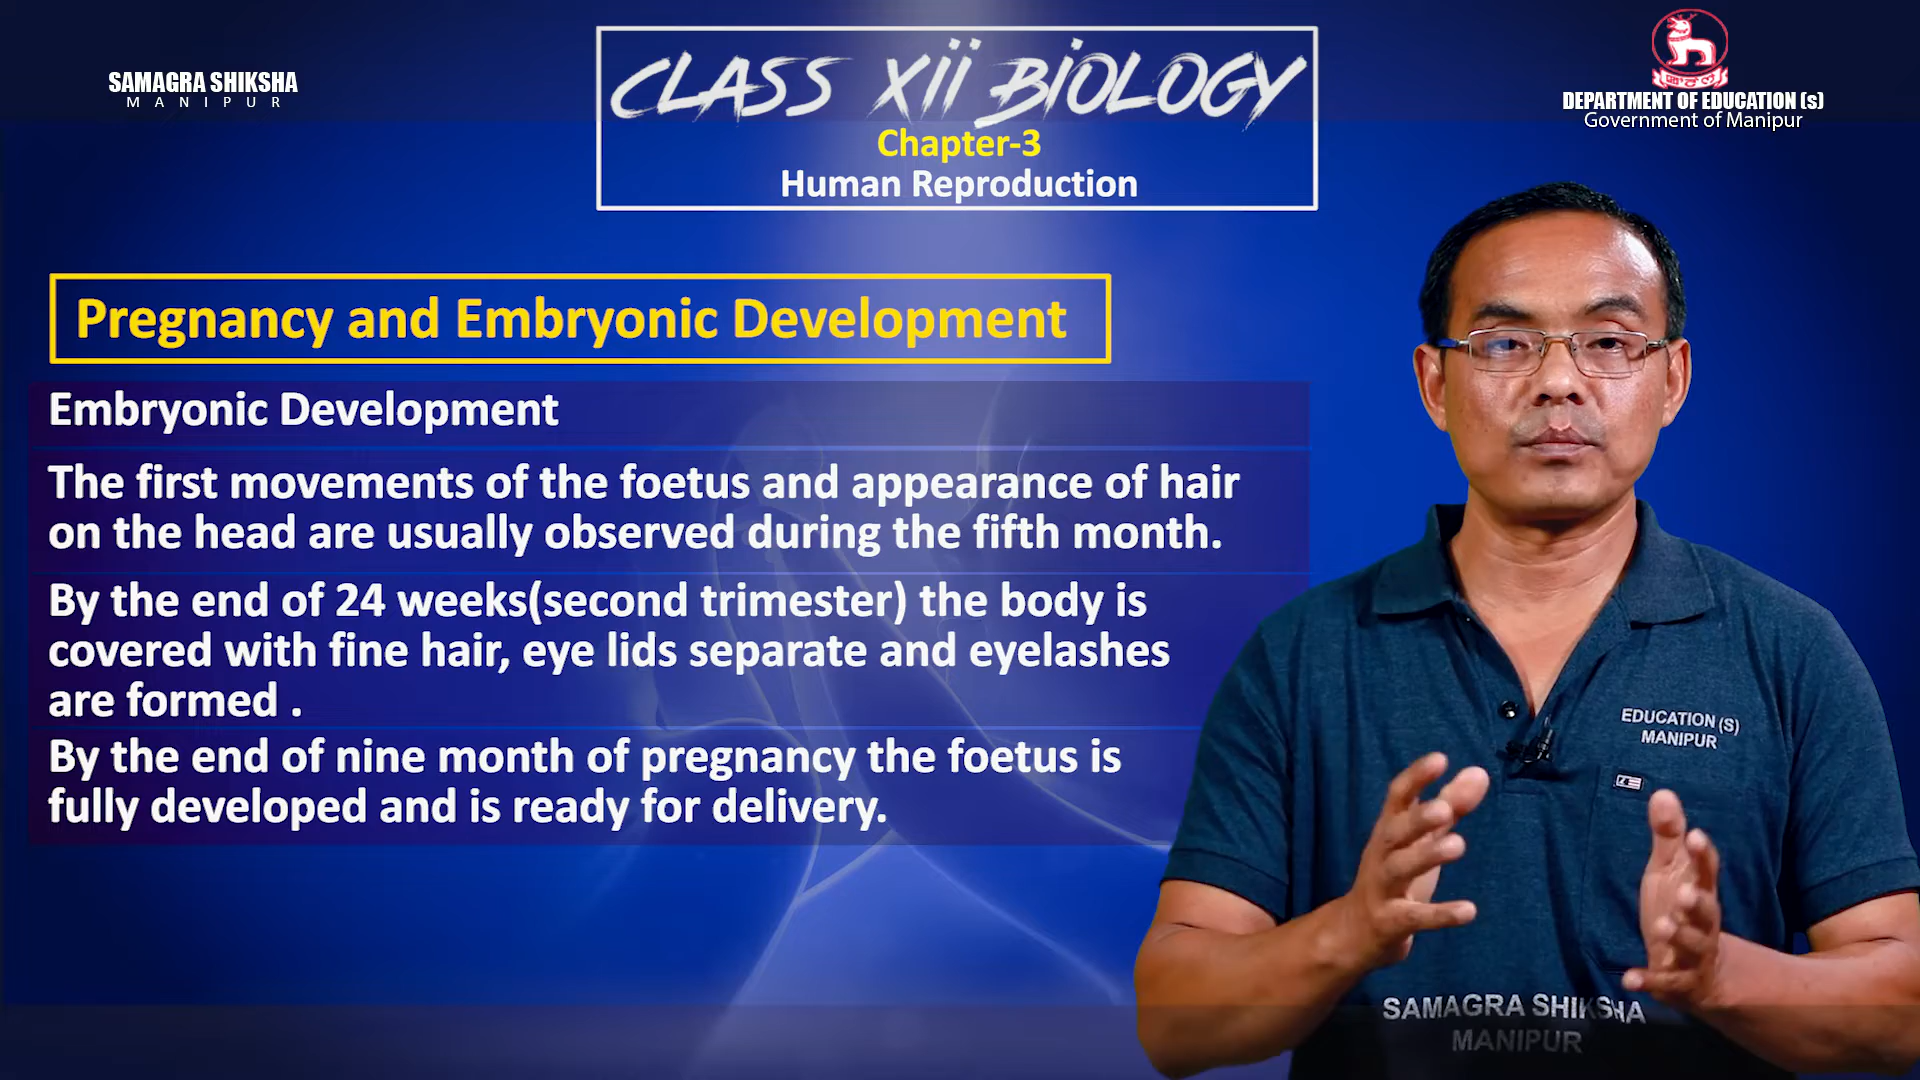 SAMAGRA SHIKSHA
MANIPUR
CLASS XII BIOLOGY
Chapter-3
Human Reproduction
DEPARTMENT OF EDUCATION (s)
Government of Manipur
Pregnancy and Embryonic Development
Embryonic Development
The first movements of the foetus and appearance of hair
on the head are usually observed during the fifth month.
By the end of 24 weeks(second trimester) the body is
covered with fine hair, eye lids separate and eyelashes
are formed .
By the end of nine month of pregnancy the foetus is
fully developed and is ready for delivery.
EDUCATION (S)
MANIPUR
SAMAGRA SHIKSHA
MANIPUR